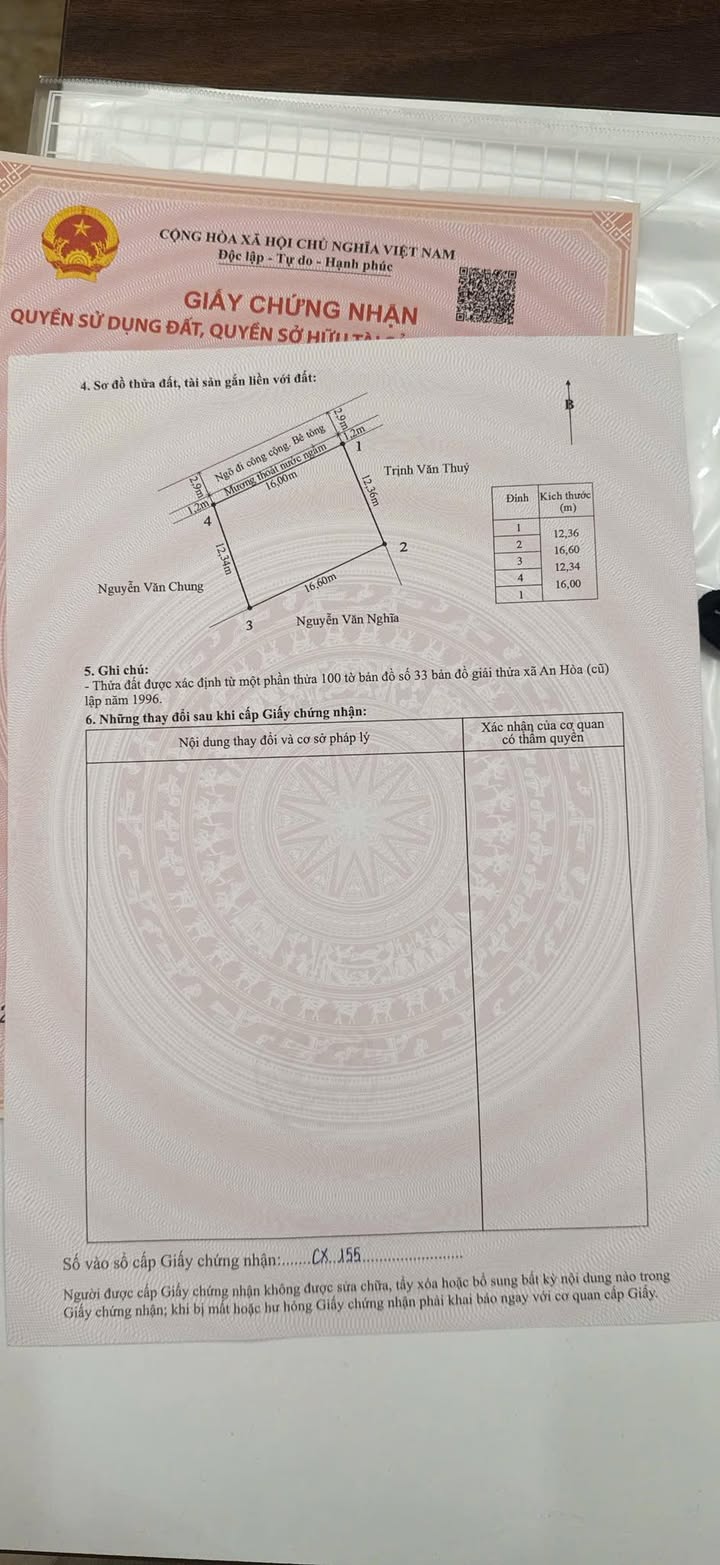 CỘNG HÒA XÃ HỘI CHỦ NGHĨA VIỆT NAM
Độc lập - Tự do - Hạnh phúc
GIẤY CHỨNG NHẬN
QUYỀN SỬ DỤNG ĐẤT, QUYỀN SỞ HỮU
4. Sơ đồ thửa đất, tài sản gắn liền với đất:
B
2,9m
1,2m
Ngõ đi công cộng. Bê tông
Mương thoát nước ngầm
16,00m
2,9m
1,2m
1
4
Trịnh Văn Thuỷ
12,36m
12,34m
2
16,60m
3
Nguyễn Văn Chung
Nguyễn Văn Nghĩa
Đỉnh Kích thước
(m)
1
12,36
2
16,60
3
12,34
4
16,00
1
5. Ghi chú:
- Thửa đất được xác định từ một phần thửa 100 tờ bản đồ số 33 bản đồ giải thửa xã An Hòa (cũ)
lập năm 1996.
6. Những thay đổi sau khi cấp Giấy chứng nhận:
Nội dung thay đổi và cơ sở pháp lý
Xác nhận của cơ quan
có thẩm quyền
Số vào sổ cấp Giấy chứng nhận:.......CX..155........................
Người được cấp Giấy chứng nhận không được sửa chữa, tẩy xóa hoặc bổ sung bất kỳ nội dung nào trong
Giấy chứng nhận; khi bị mất hoặc hư hỏng Giấy chứng nhận phải khai báo ngay với cơ quan cấp Giấy.